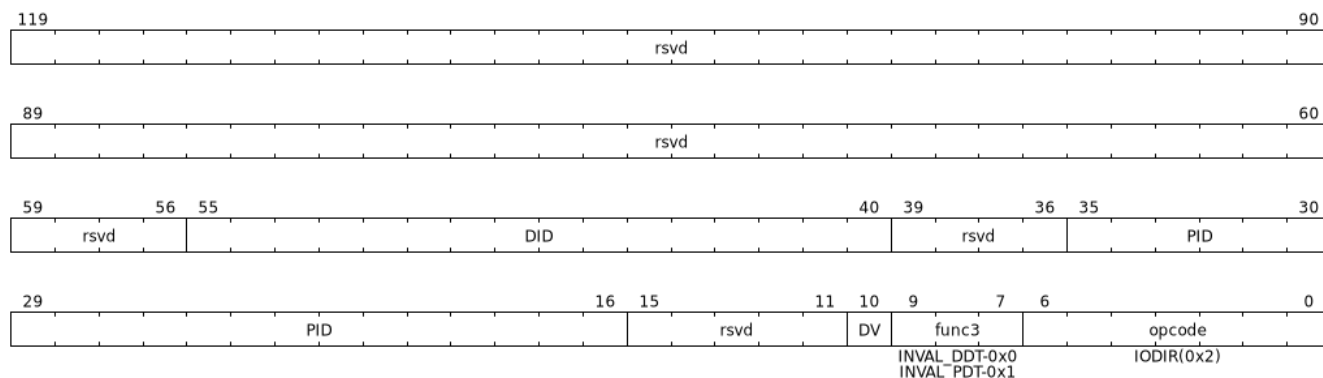 119 90
rsvd
89 60
rsvd
59 56 55 40 39 36 35 30
rsvd DID rsvd PID
29 16 15 11 10 9 7 6 0
PID rsvd DV func3 opcode
INVAL_DDT-0x0 IODIR(0x2)
INVAL_PDT-0x1